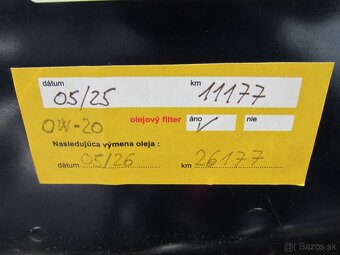 dátum km
05/25 11177
0W-20 olejový filter áno nie
Nasledujúca výmena oleja :
dátum 05/26 km 26177
© bazar.sk